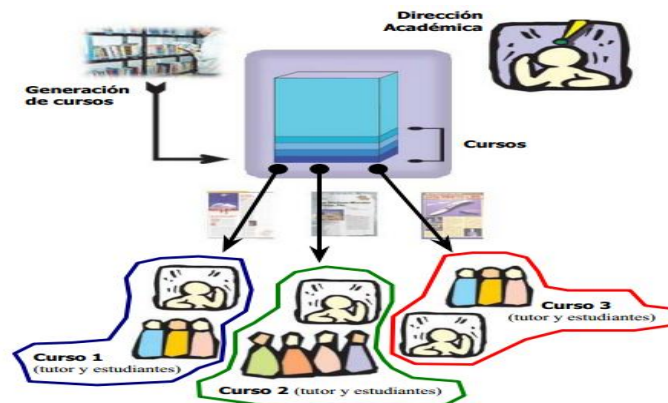 Dirección
Académica
Generación
de cursos
Cursos
Curso 3
(tutor y estudiantes)
Curso 1
(tutor y estudiantes)
Curso 2 (tutor y estudiantes)